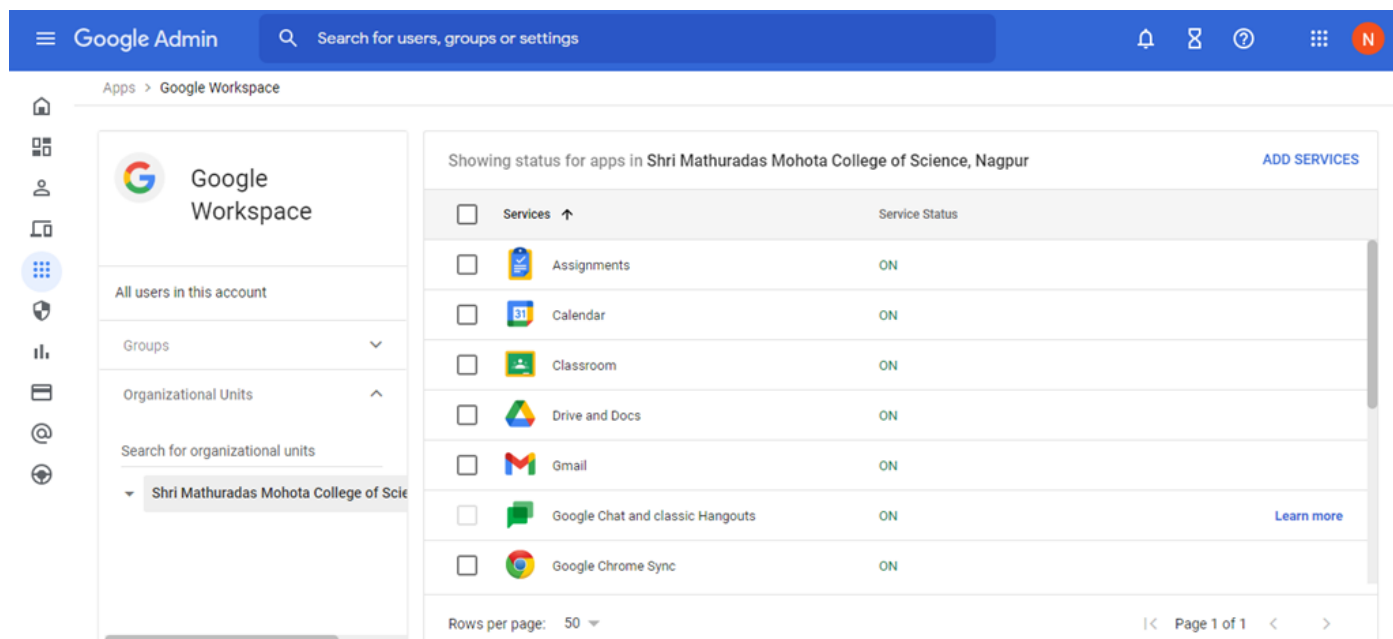 Google Admin
Search for users, groups or settings
N
Apps > Google Workspace
Google
Workspace
All users in this account
Groups
Organizational Units
Search for organizational units
Shri Mathuradas Mohota College of Scie
Showing status for apps in Shri Mathuradas Mohota College of Science, Nagpur
ADD SERVICES
Services Service Status
Assignments ON
31 Calendar ON
Classroom ON
Drive and Docs ON
Gmail ON
Google Chat and classic Hangouts ON Learn more
Google Chrome Sync ON
Rows per page: 50 Page 1 of 1